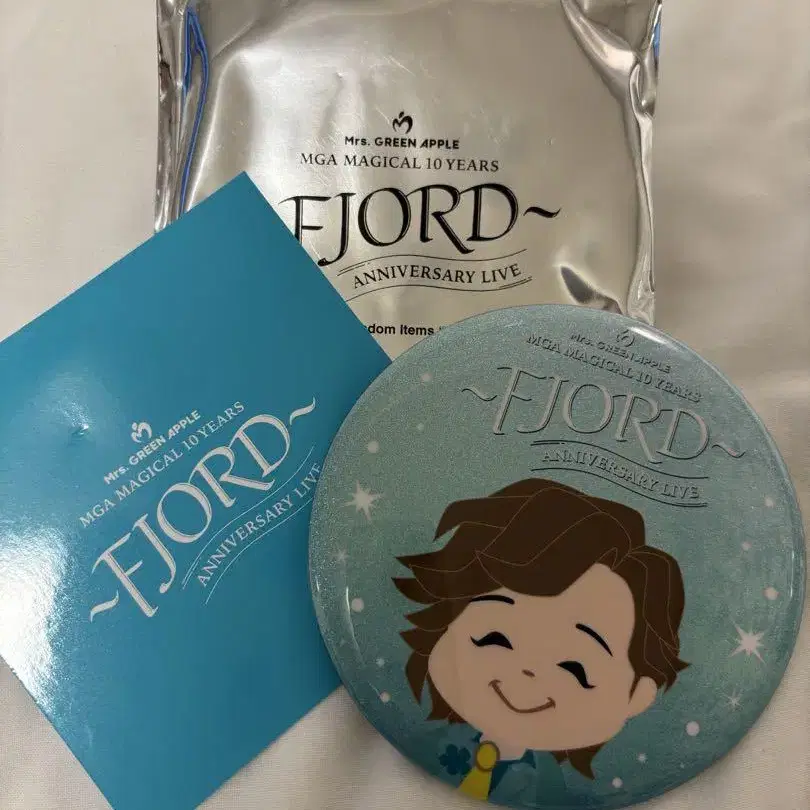 Mrs. GREEN APPLE
MGA MAGICAL 10 YEARS
FJORD~
ANNIVERSARY LIVE
Items
Mrs. GREEN APPLE
MGA MAGICAL 10 YEARS
~FJORD~
ANNIVERSARY LIVE
Mrs. GREEN APPLE
MGA MAGICAL 10 YEARS
~FJORD~
ANNIVERSARY LIVE